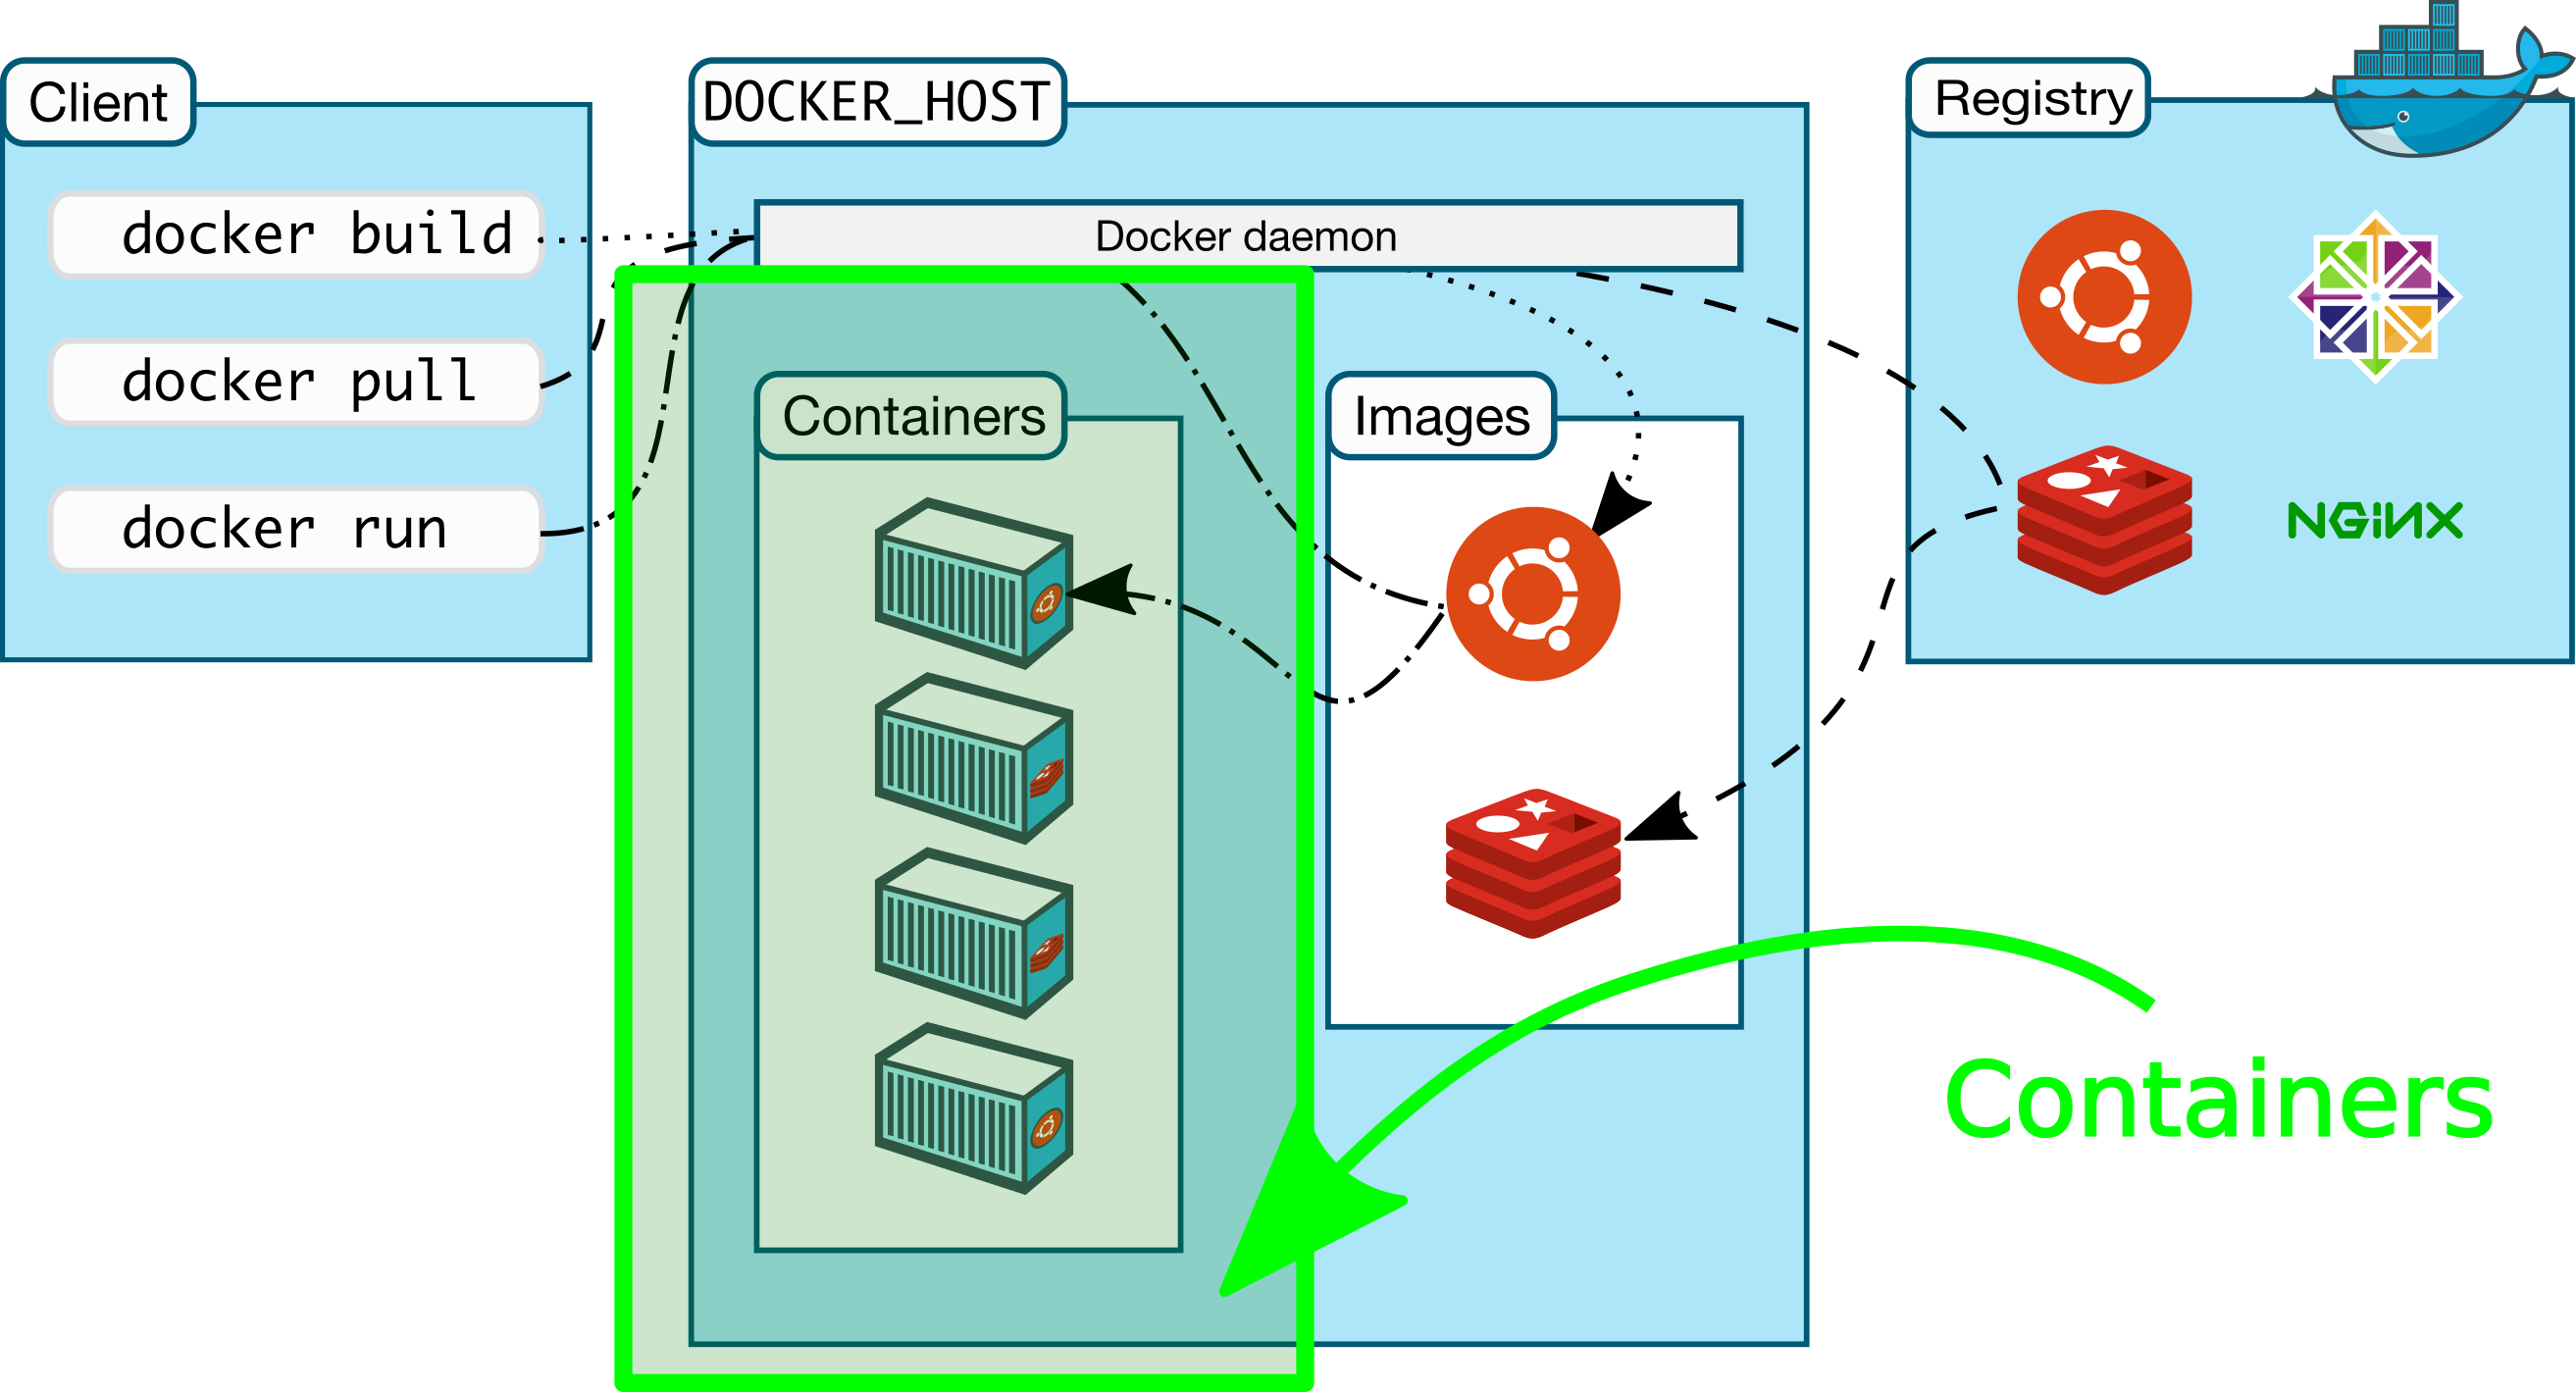 Client
docker build
docker pull
docker run
DOCKER_HOST
Docker daemon
Containers
Images
Registry
NGiNX
Containers